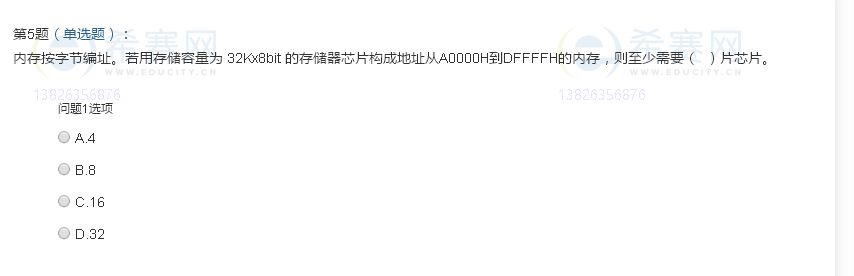 第5题（单选题）：
希赛网
WWW.EDUCITY.CN
希赛网
WWW.EDUCITY.CN
内存按字节编址。若用存储容量为 32Kx8bit 的存储器芯片构成地址从A0000H到DFFFFH的内存，则至少需要（ ）片芯片。
13826356876
13826356876
问题1选项
A.4
B.8
C.16
D.32